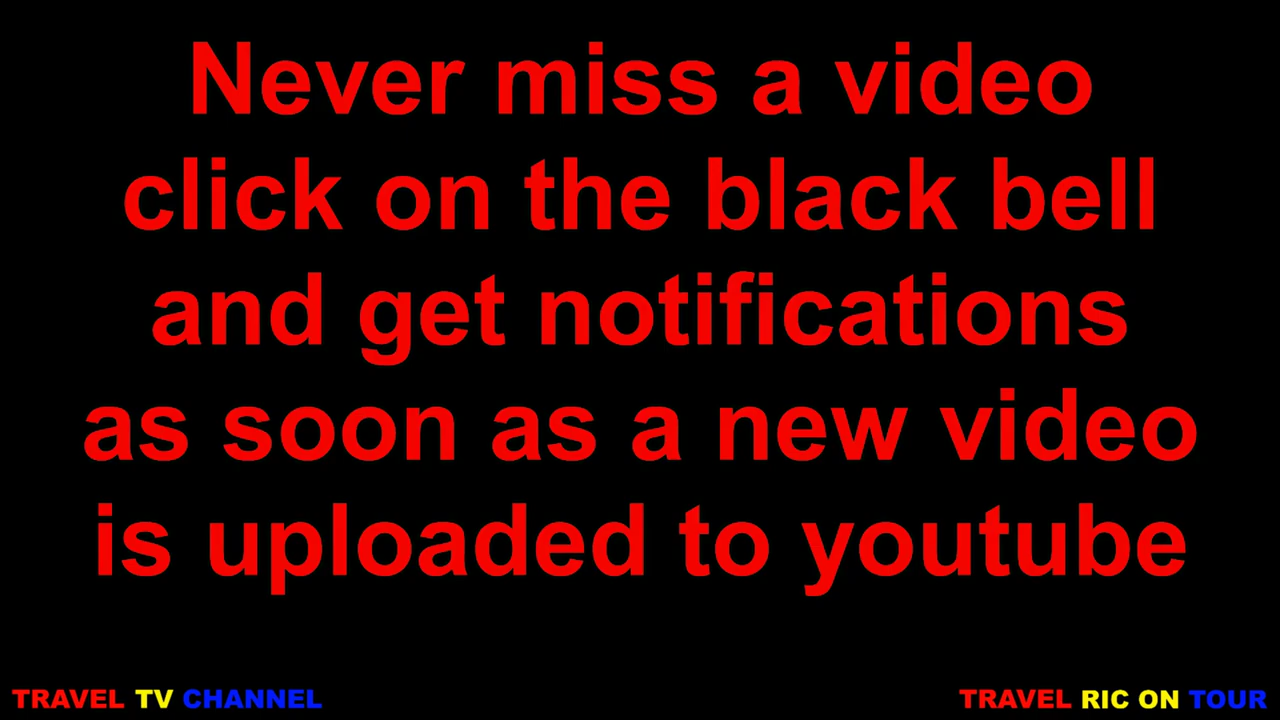 Never miss a video
click on the black bell
and get notifications
as soon as a new video
is uploaded to youtube
TRAVEL TV CHANNEL
TRAVEL RIC ON TOUR